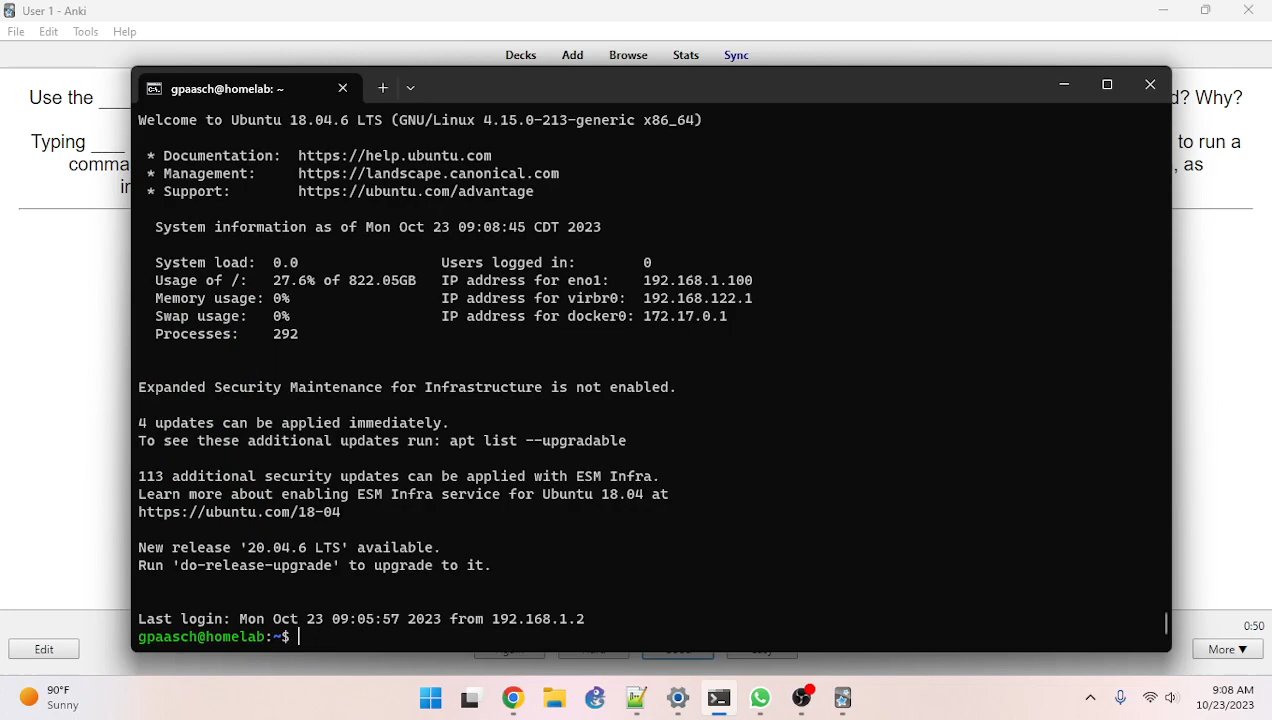 User 1 - Anki
File Edit Tools Help
Decks Add Browse Stats Sync
Use the ___ d? Why?
Typing ___ to run a
comma , as
in
gpaasch@homelab: ~
Welcome to Ubuntu 18.04.6 LTS (GNU/Linux 4.15.0-213-generic x86_64)
* Documentation: https://help.ubuntu.com
* Management: https://landscape.canonical.com
* Support: https://ubuntu.com/advantage
System information as of Mon Oct 23 09:08:45 CDT 2023
System load: 0.0 Users logged in: 0
Usage of /: 27.6% of 822.05GB IP address for eno1: 192.168.1.100
Memory usage: 0% IP address for virbr0: 192.168.122.1
Swap usage: 0% IP address for docker0: 172.17.0.1
Processes: 292
Expanded Security Maintenance for Infrastructure is not enabled.
4 updates can be applied immediately.
To see these additional updates run: apt list --upgradable
113 additional security updates can be applied with ESM Infra.
Learn more about enabling ESM Infra service for Ubuntu 18.04 at
https://ubuntu.com/18-04
New release '20.04.6 LTS' available.
Run 'do-release-upgrade' to upgrade to it.
Last login: Mon Oct 23 09:05:57 2023 from 192.168.1.2
gpaasch@homelab:~$
0:50
Edit More ▼
90°F
Sunny
9:08 AM
10/23/2023